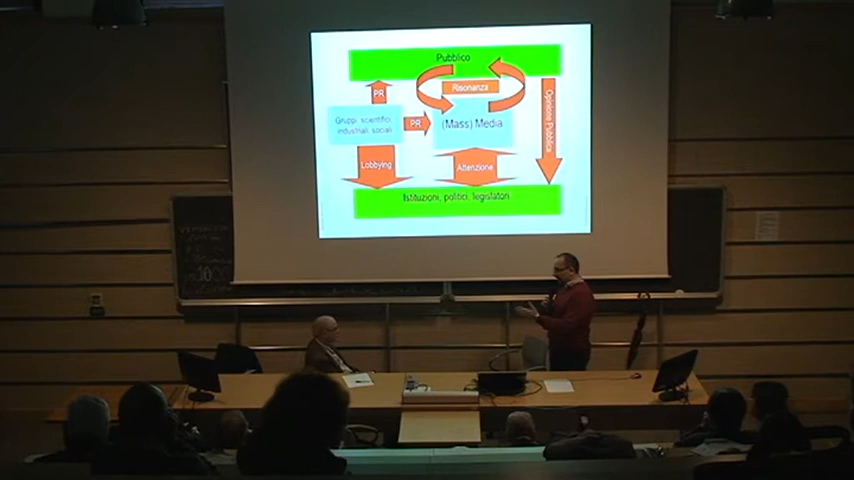 Pubblico
Risonanza
PR
Gruppi scientifici,
industriali, sociali
PR
(Mass) Media
Opinione Pubblica
Lobbying
Attenzione
Istituzioni, politici, legislatori